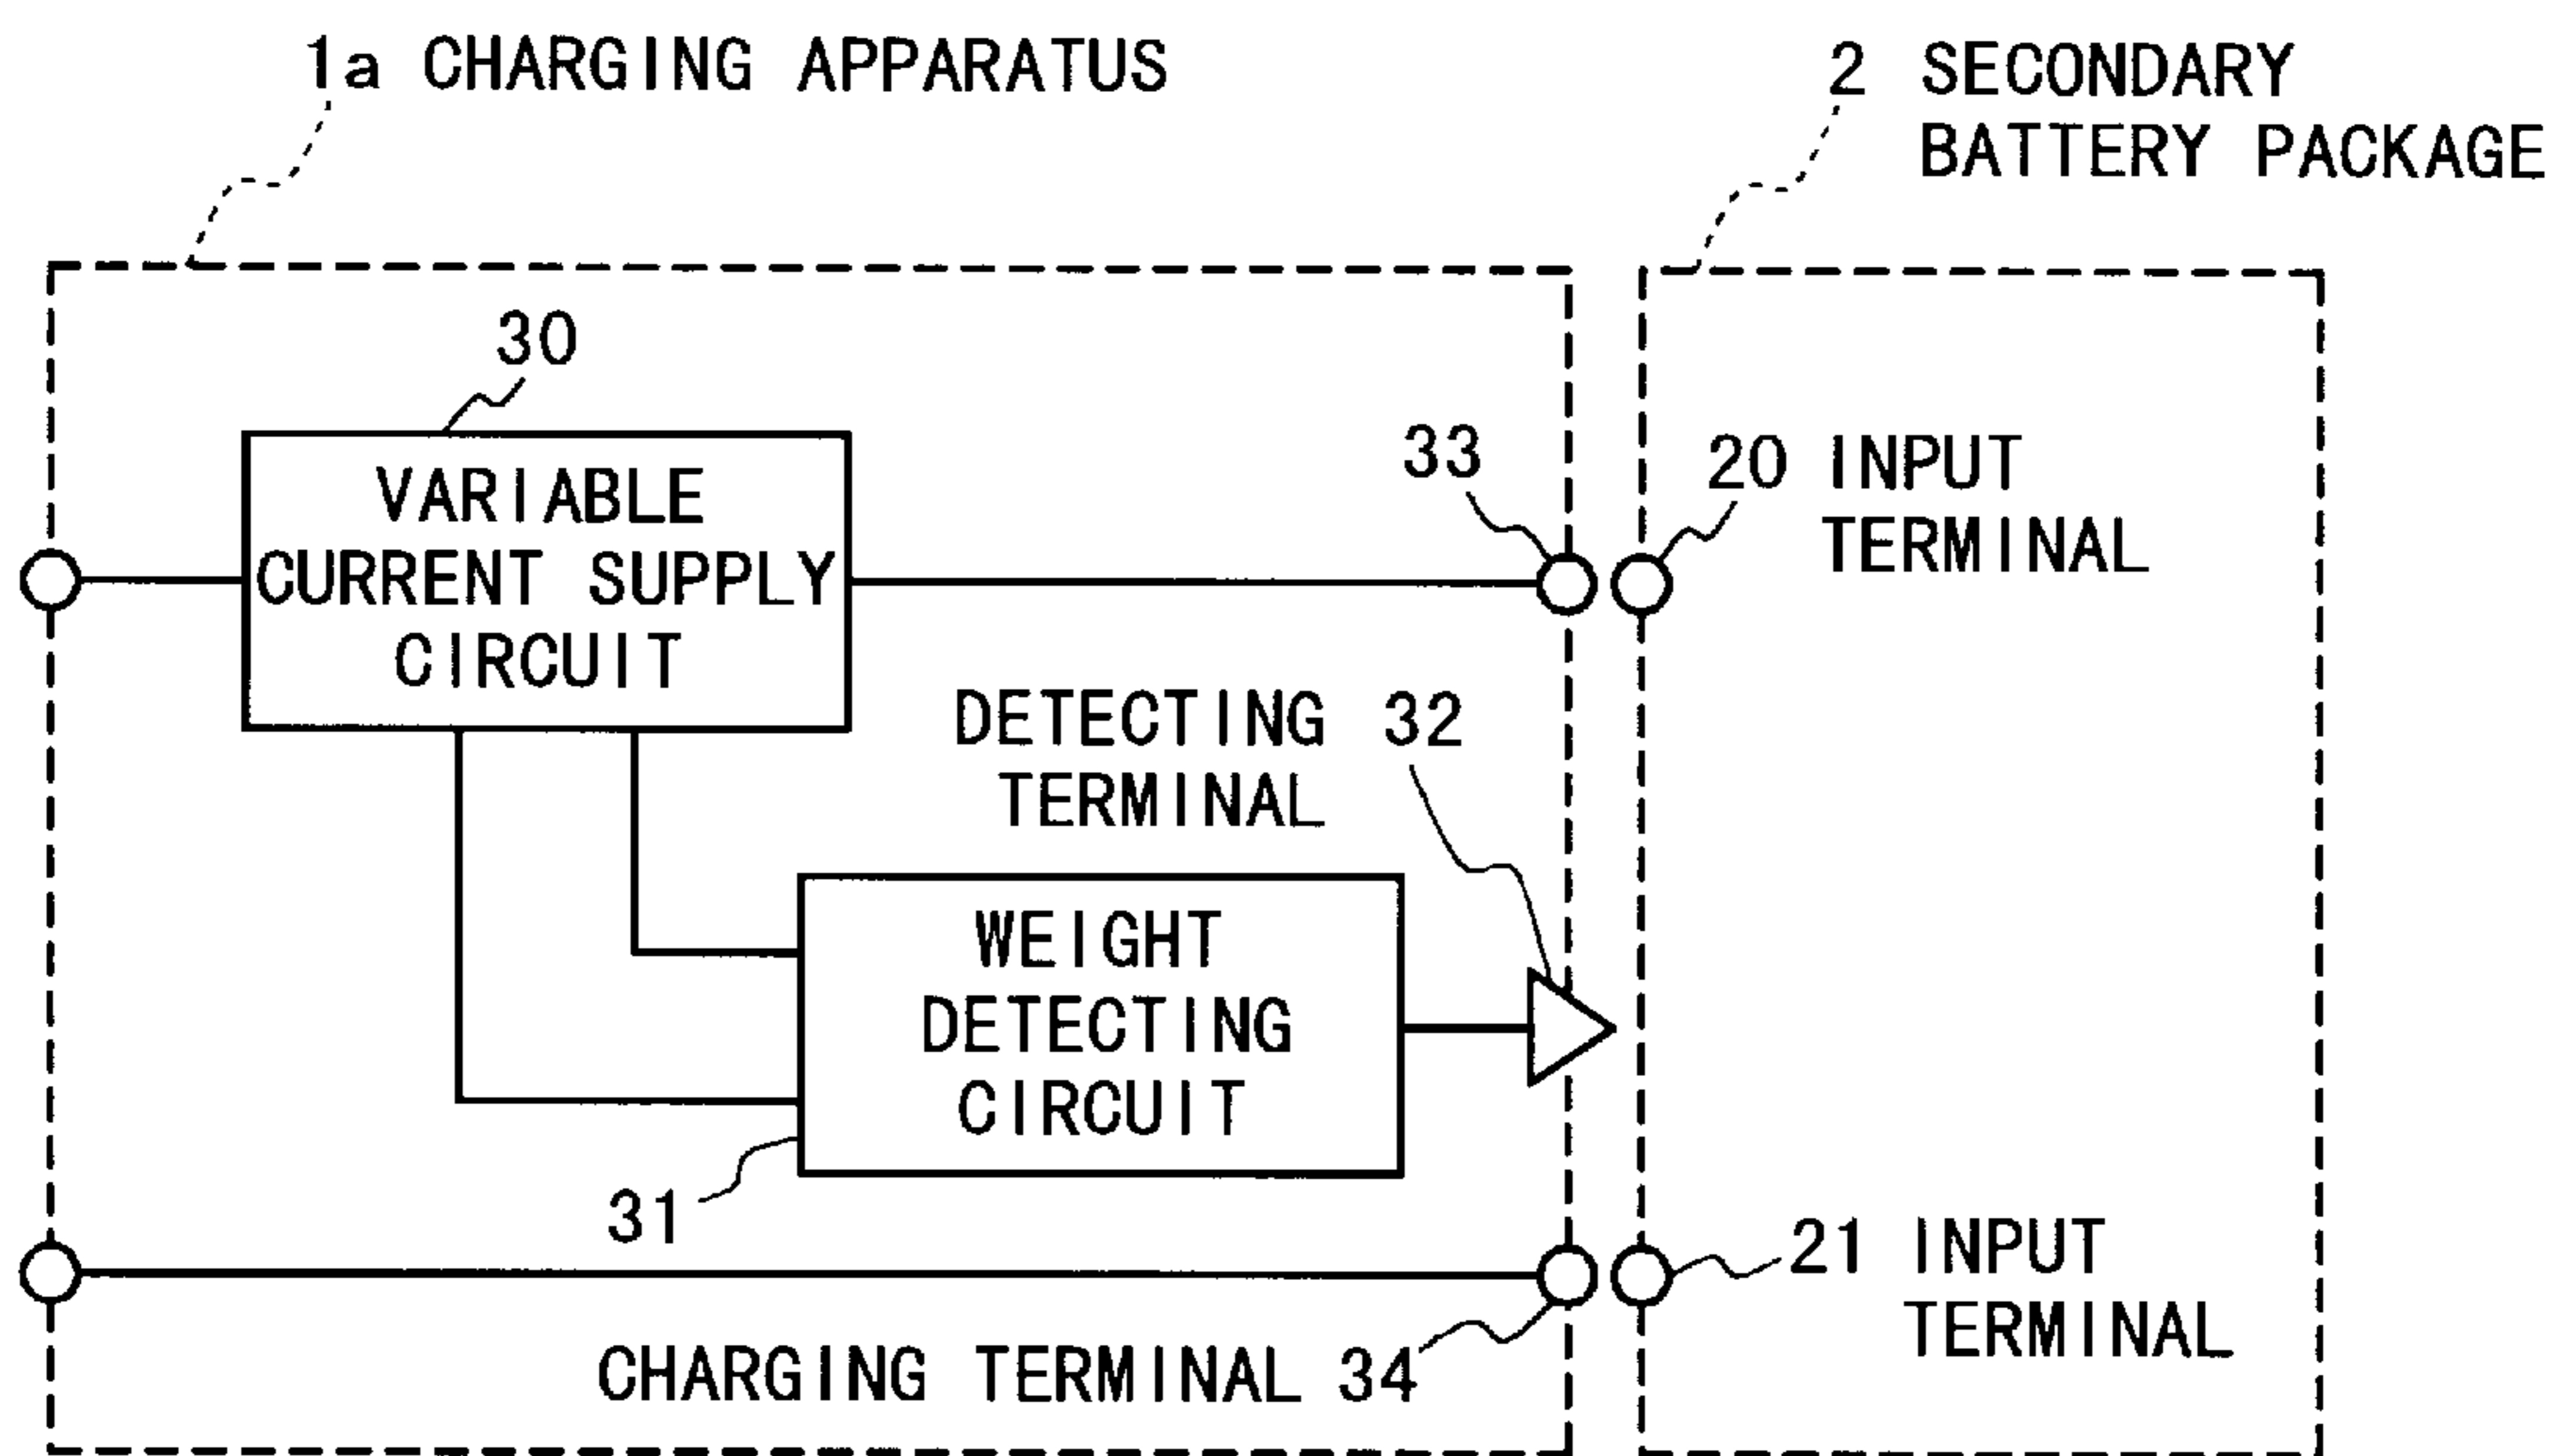 1a CHARGING APPARATUS
2 SECONDARY
BATTERY PACKAGE
30
VARIABLE
CURRENT SUPPLY
CIRCUIT
33
20 INPUT
TERMINAL
DETECTING 32
TERMINAL
WEIGHT
DETECTING
CIRCUIT
31
21 INPUT
TERMINAL
CHARGING TERMINAL 34